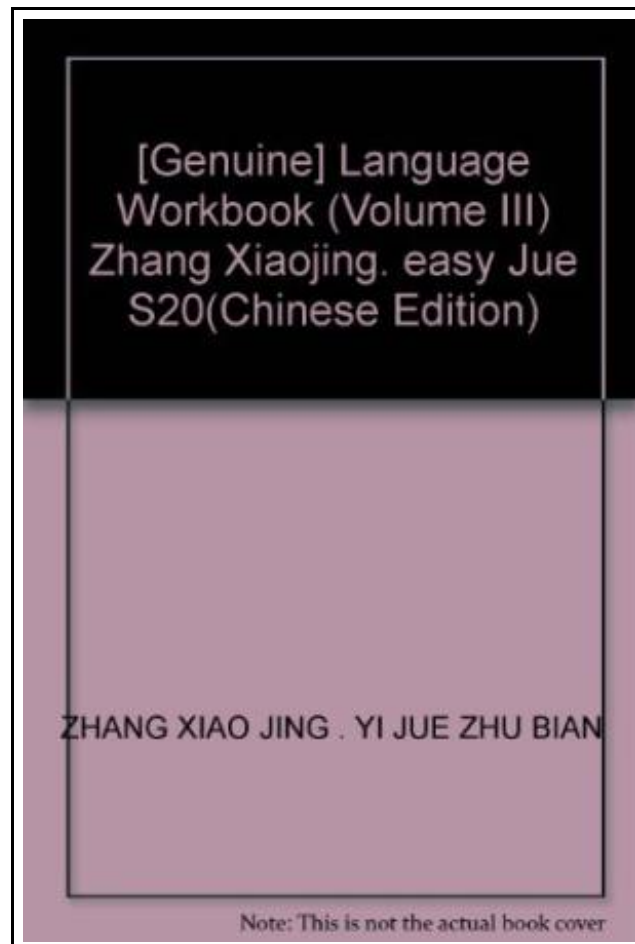 [Genuine] Language
Workbook (Volume III)
Zhang Xiaojing. easy Jue
S20(Chinese Edition)
ZHANG XIAO JING . YI JUE ZHU BIAN
Note: This is not the actual book cover